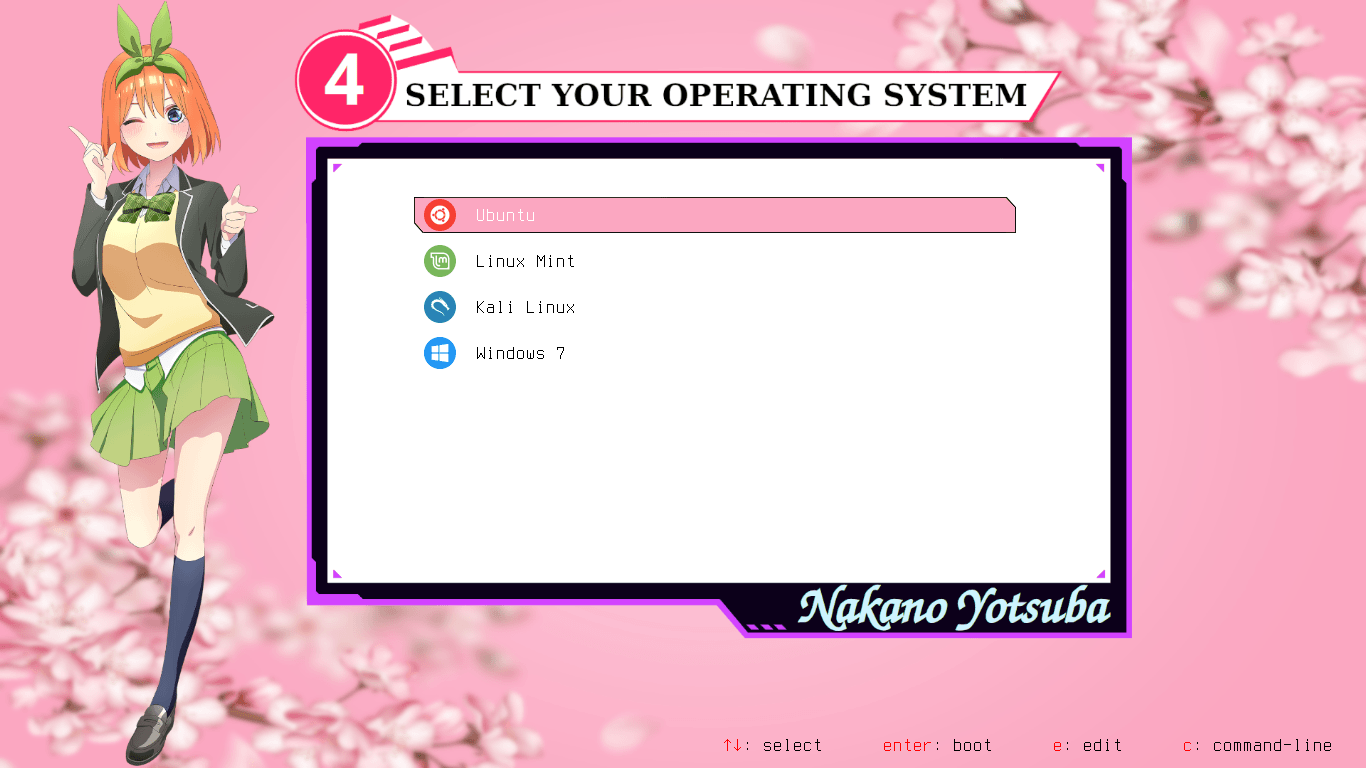 4
SELECT YOUR OPERATING SYSTEM
Ubuntu
Linux Mint
Kali Linux
Windows 7
Nakano Yotsuba
↑↓: select enter: boot e: edit c: command-line